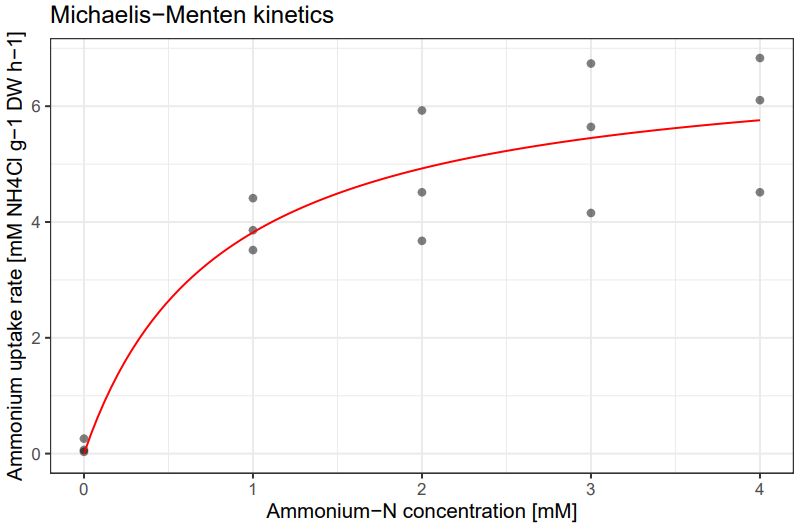 Michaelis−Menten kinetics
Ammonium uptake rate [mM NH4Cl g−1 DW h−1]
6
4
2
0
0 1 2 3 4
Ammonium−N concentration [mM]